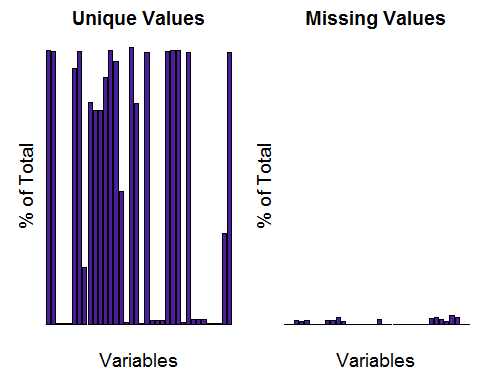 Unique Values
Missing Values
% of Total
% of Total
Variables
Variables